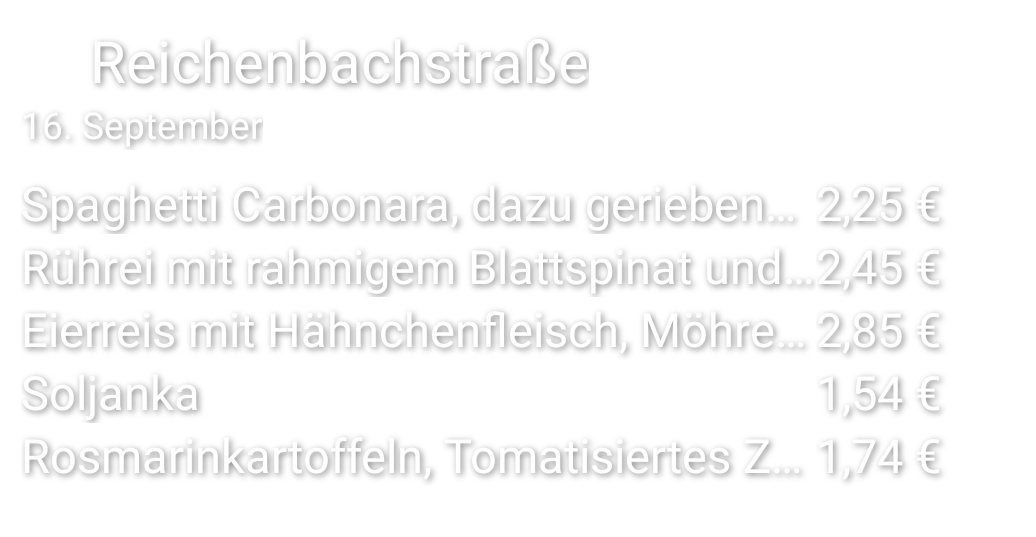 Reichenbachstraße
16. September
Spaghetti Carbonara, dazu gerieben... 2,25 €
Rührei mit rahmigem Blattspinat und... 2,45 €
Eierreis mit Hähnchenfleisch, Möhre... 2,85 €
Soljanka 1,54 €
Rosmarinkartoffeln, Tomatisiertes Z... 1,74 €